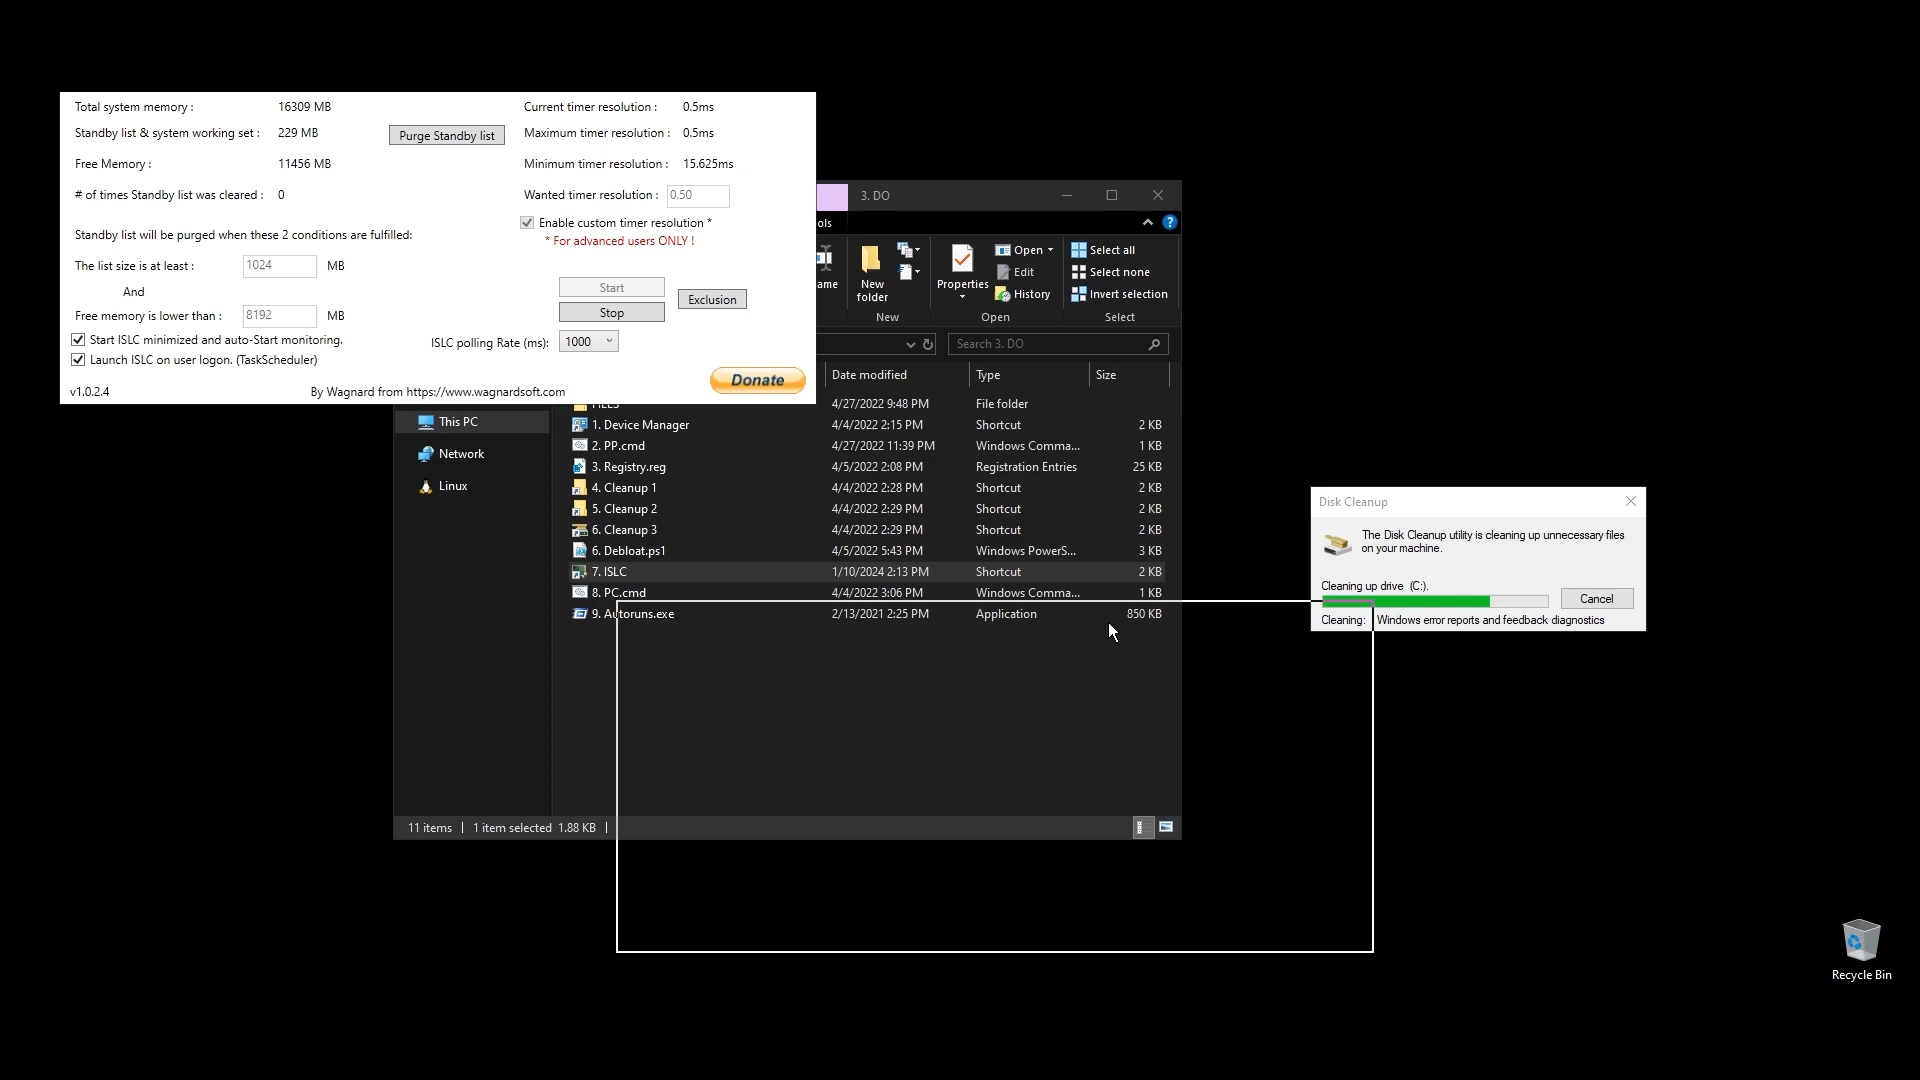 Total system memory : 16309 MB
Standby list & system working set : 229 MB
Purge Standby list
Free Memory : 11456 MB
# of times Standby list was cleared : 0
Standby list will be purged when these 2 conditions are fulfilled:
The list size is at least : 1024 MB
And
Free memory is lower than : 8192 MB
Start ISLC minimized and auto-Start monitoring.
Launch ISLC on user logon. (TaskScheduler)
v1.0.2.4
By Wagnard from https://www.wagnardsoft.com
Current timer resolution : 0.5ms
Maximum timer resolution : 0.5ms
Minimum timer resolution : 15.625ms
Wanted timer resolution : 0.50
Enable custom timer resolution *
* For advanced users ONLY !
Start
Stop
Exclusion
ISLC polling Rate (ms): 1000
Donate
3. DO
ols
ame
New folder
New
Properties
Open
Edit
History
Open
Select all
Select none
Invert selection
Select
Search 3. DO
Date modified Type Size
4/27/2022 9:48 PM File folder
1. Device Manager 4/4/2022 2:15 PM Shortcut 2 KB
2. PP.cmd 4/27/2022 11:39 PM Windows Comma... 1 KB
3. Registry.reg 4/5/2022 2:08 PM Registration Entries 25 KB
4. Cleanup 1 4/4/2022 2:28 PM Shortcut 2 KB
5. Cleanup 2 4/4/2022 2:29 PM Shortcut 2 KB
6. Cleanup 3 4/4/2022 2:29 PM Shortcut 2 KB
6. Debloat.ps1 4/5/2022 5:43 PM Windows PowerS... 3 KB
7. ISLC 1/10/2024 2:13 PM Shortcut 2 KB
8. PC.cmd 4/4/2022 3:06 PM Windows Comma... 1 KB
9. Autoruns.exe 2/13/2021 2:25 PM Application 850 KB
This PC
Network
Linux
11 items 1 item selected 1.88 KB
Disk Cleanup
The Disk Cleanup utility is cleaning up unnecessary files
on your machine.
Cleaning up drive (C:).
Cancel
Cleaning: Windows error reports and feedback diagnostics
Recycle Bin